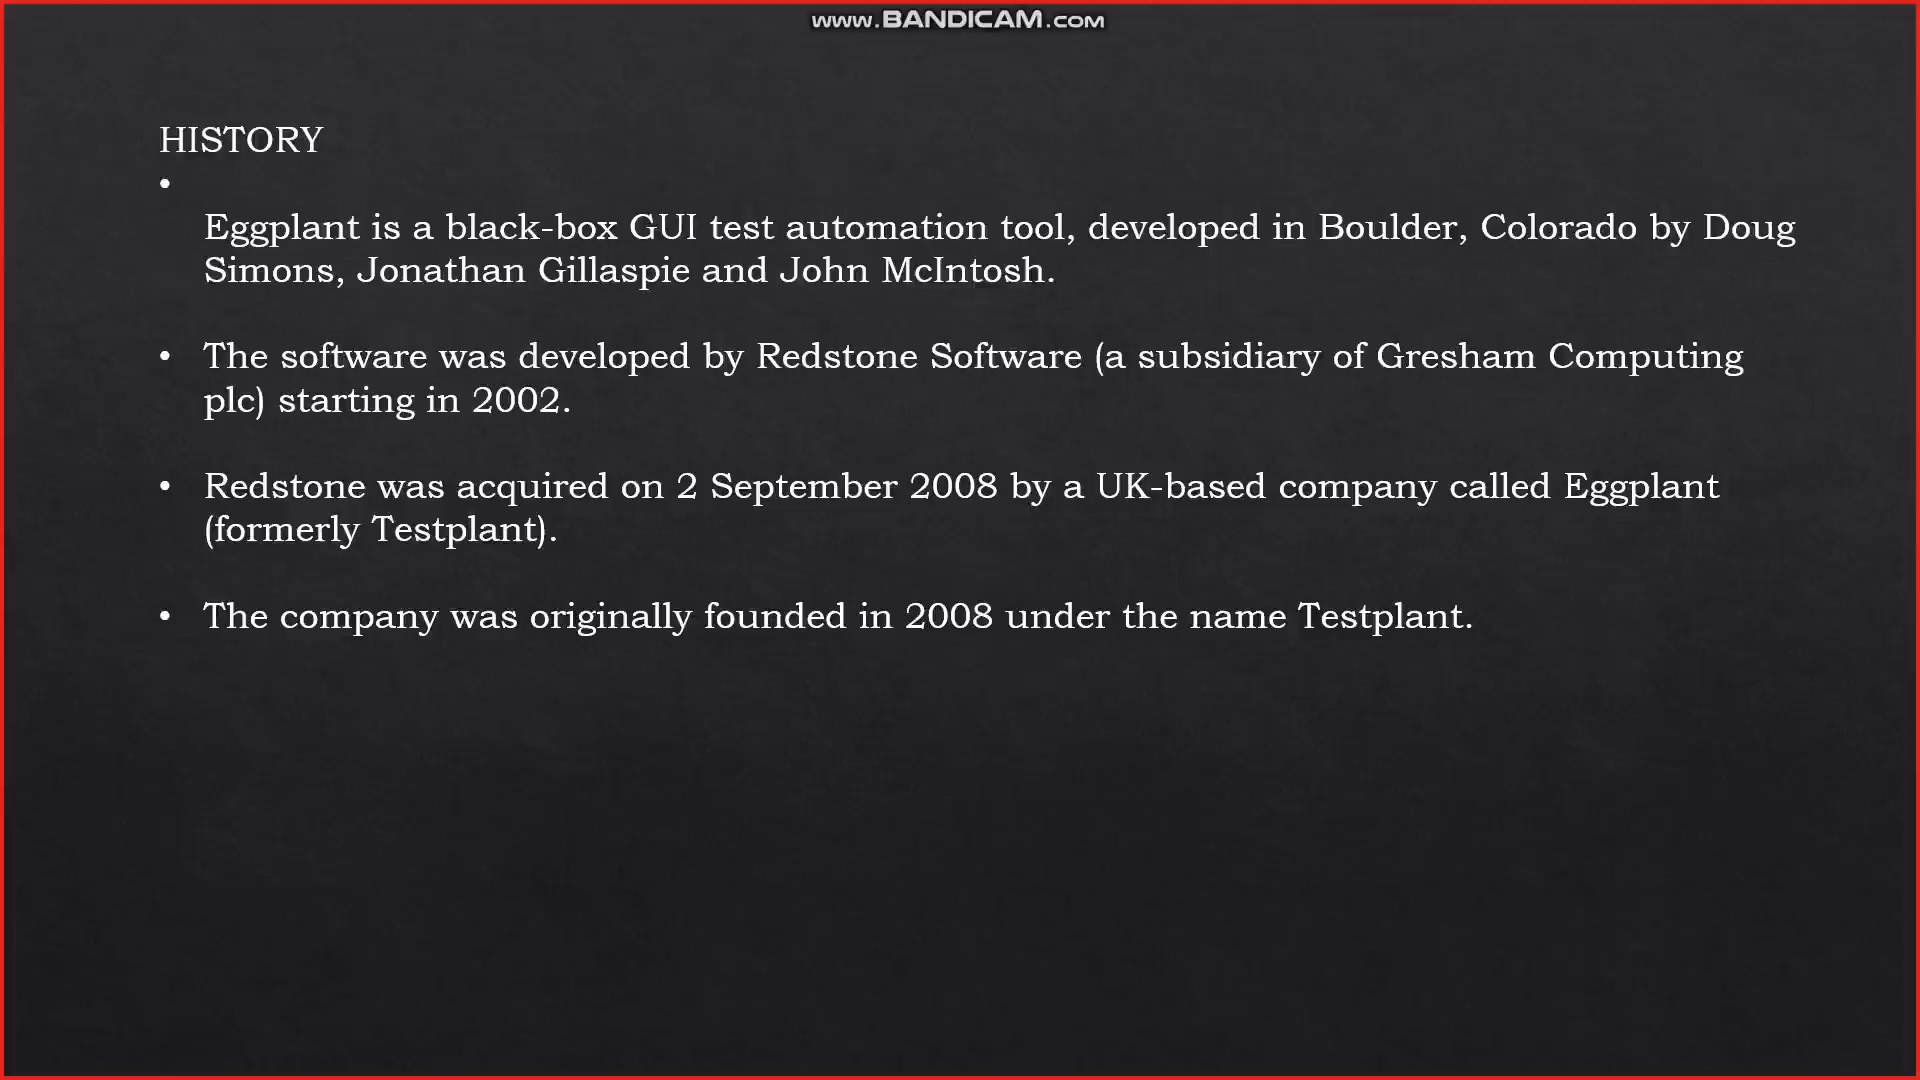 www.BANDICAM.com
HISTORY
•
Eggplant is a black-box GUI test automation tool, developed in Boulder, Colorado by Doug
Simons, Jonathan Gillaspie and John McIntosh.
• The software was developed by Redstone Software (a subsidiary of Gresham Computing
plc) starting in 2002.
• Redstone was acquired on 2 September 2008 by a UK-based company called Eggplant
(formerly Testplant).
• The company was originally founded in 2008 under the name Testplant.